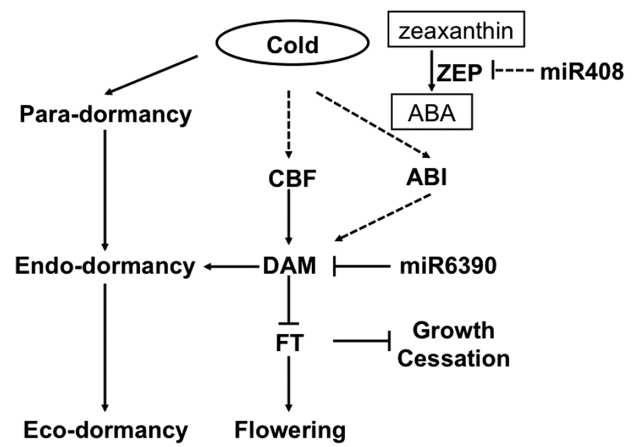 zeaxanthin
Cold
ZEP
miR408
Para-dormancy
ABA
CBF
ABI
Endo-dormancy
DAM
miR6390
FT
Growth
Cessation
Eco-dormancy
Flowering